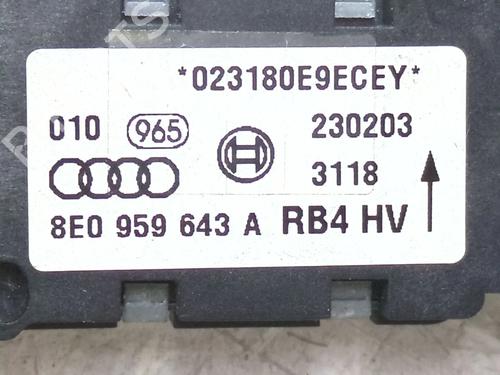 *023180E9ECEY*
010 965 230203
3118
8E0 959 643 A RB4 HV